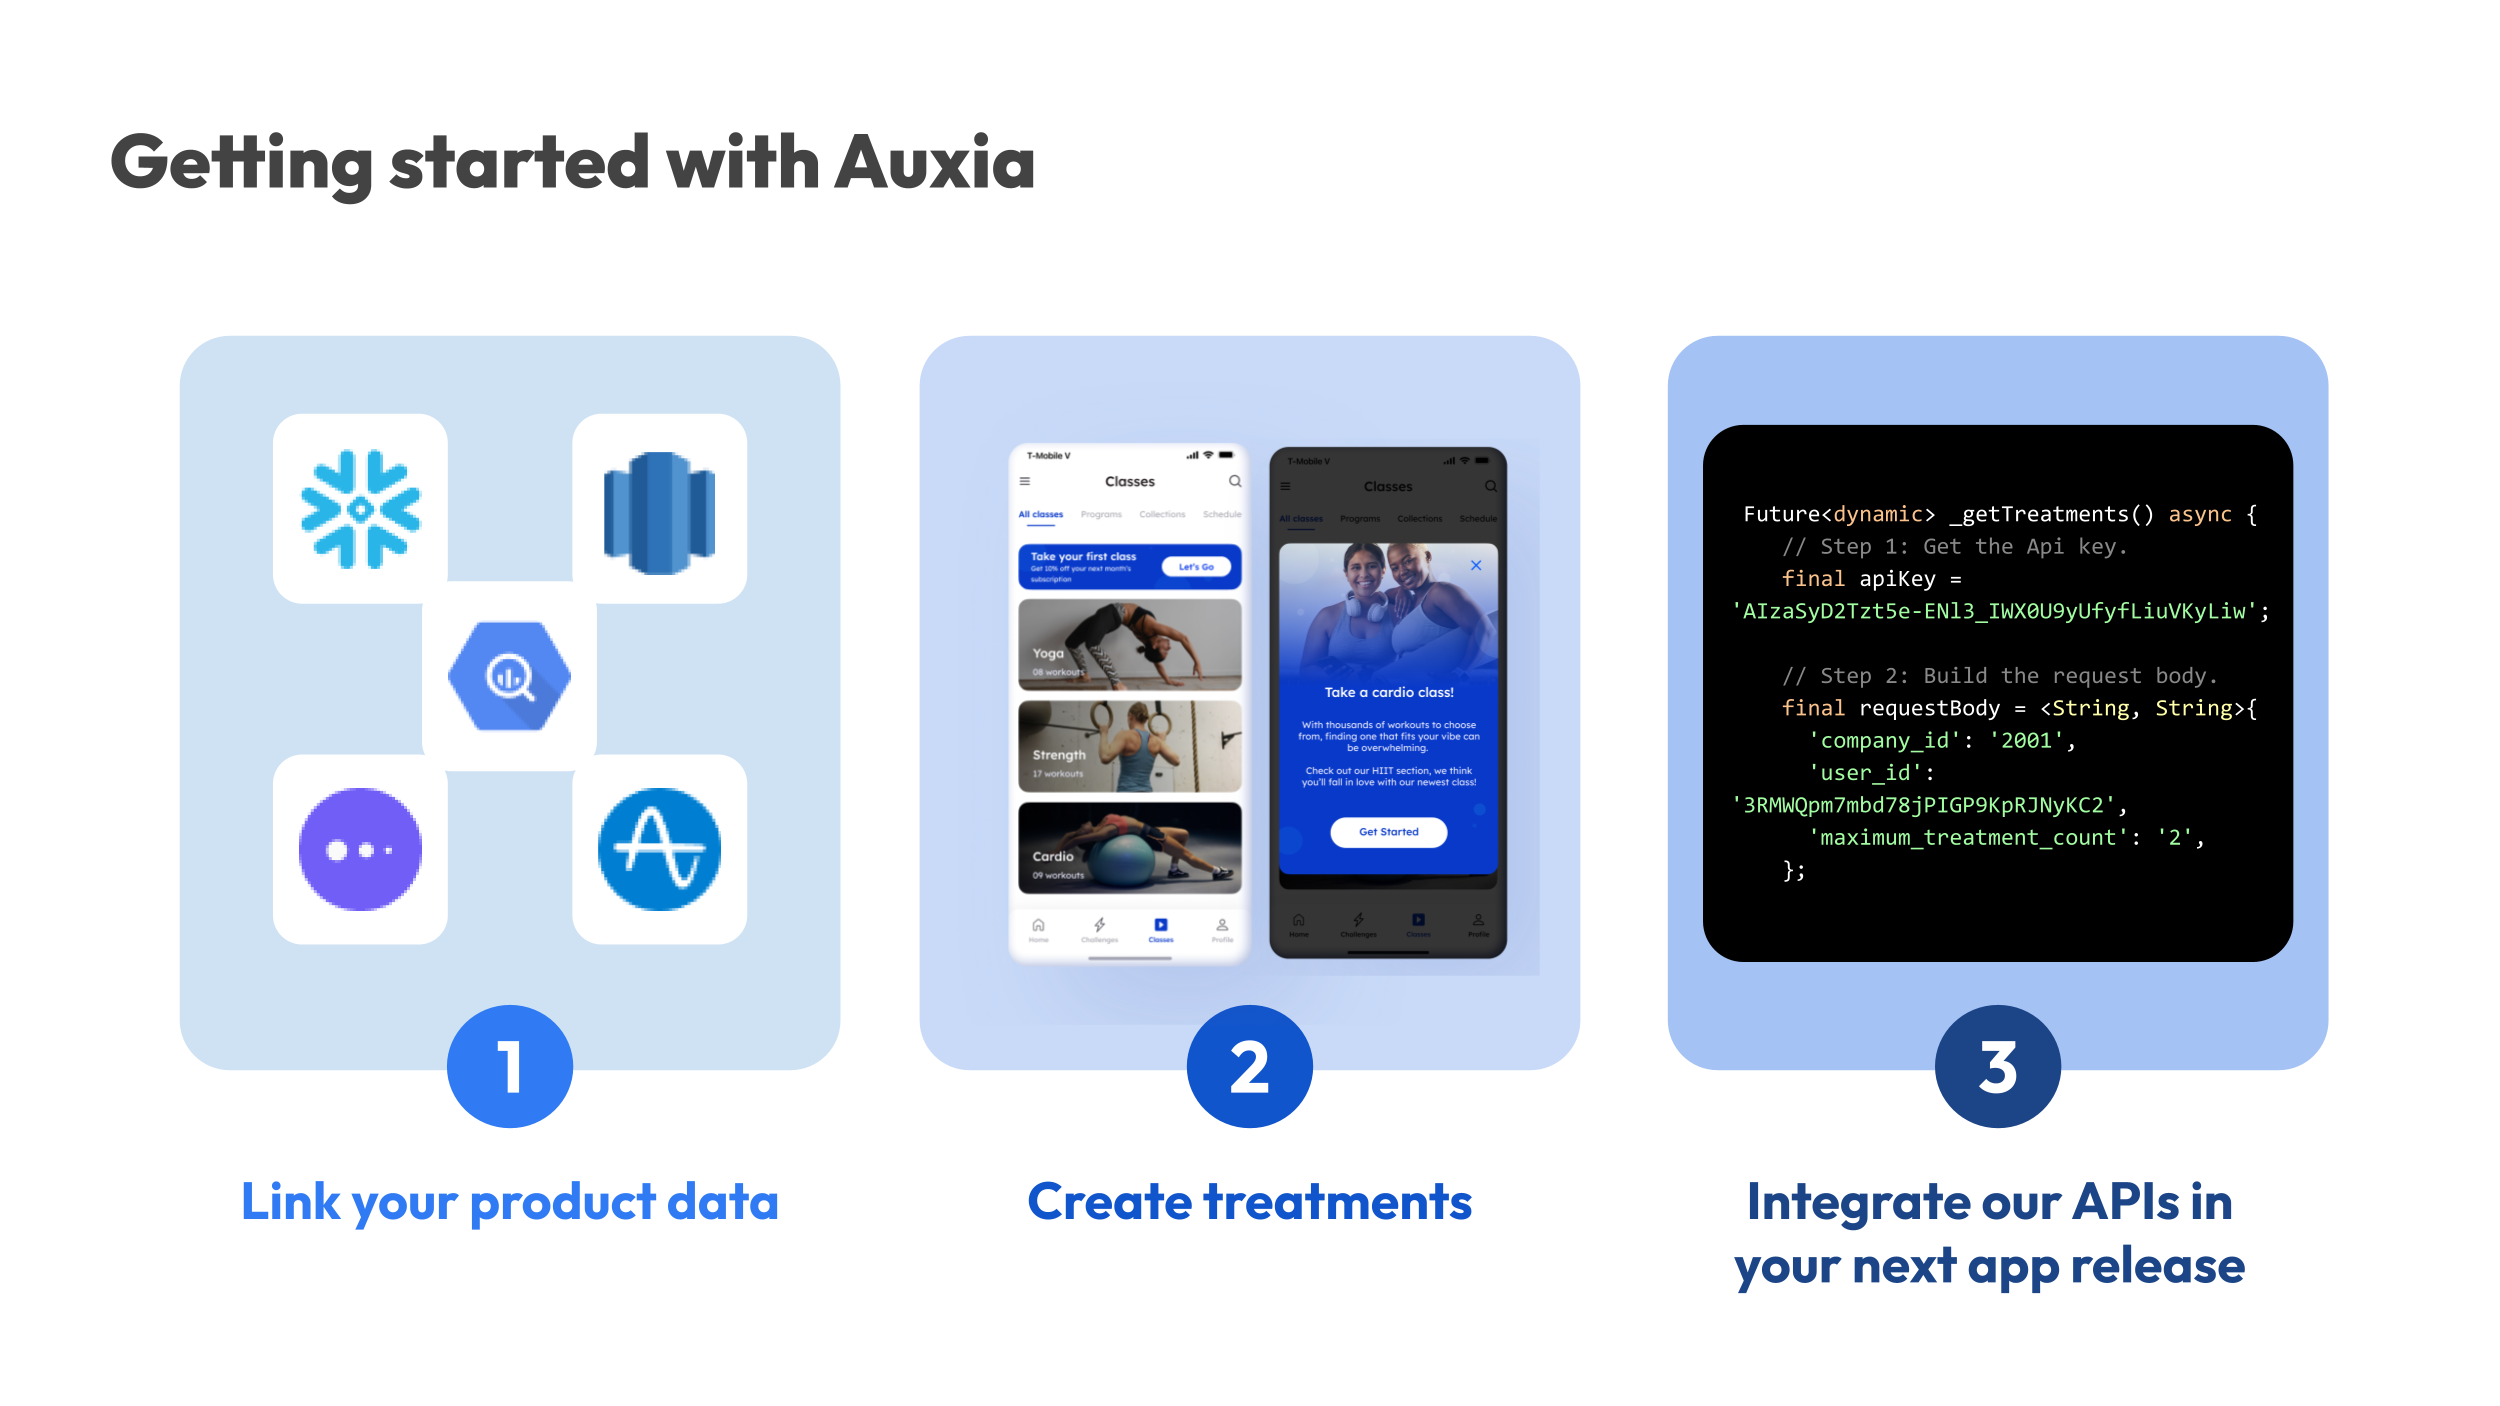 Getting started with Auxia
T-Mobile V
Classes
All classes Programs Collections Schedule
Take your first class
Get 10% off your next month's
subscription
Let's Go
Yoga
08 workouts
Strength
17 workouts
Cardio
09 workouts
Home Challenges Classes Profile
T-Mobile V
Classes
All classes Programs Collections Schedule
Take a cardio class!
With thousands of workouts to choose
from, finding one that fits your vibe can
be overwhelming.
Check out our HIIT section, we think
you'll fall in love with our newest class!
Get Started
Home Challenges Classes Profile
Future<dynamic> _getTreatments() async {
// Step 1: Get the Api key.
final apiKey =
'AIzaSyD2Tzt5e-ENl3_IWX0U9yUfyfLiuVKyLiw';
// Step 2: Build the request body.
final requestBody = <String, String>{
'company_id': '2001',
'user_id':
'3RMWQpm7mbd78jPIGP9KpRJNyKC2',
'maximum_treatment_count': '2',
};
1
Link your product data
2
Create treatments
3
Integrate our APIs in
your next app release